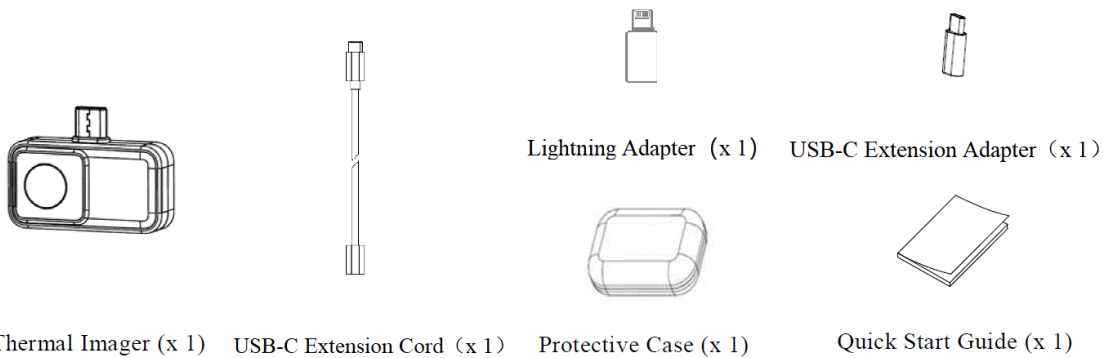 Lightning Adapter (x 1)
USB-C Extension Adapter（x 1）
Thermal Imager (x 1)
USB-C Extension Cord（x 1）
Protective Case (x 1)
Quick Start Guide (x 1)